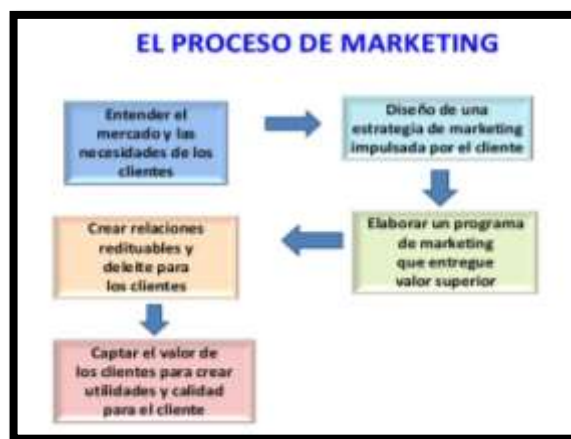 EL PROCESO DE MARKETING
Entender el
mercado y las
necesidades de los
clientes
Diseño de una
estrategia de marketing
impulsada por el cliente
Elaborar un programa
de marketing
que entregue
valor superior
Crear relaciones
redituables y
deleite para
los clientes
Captar el valor de
los clientes para crear
utilidades y calidad
para el cliente